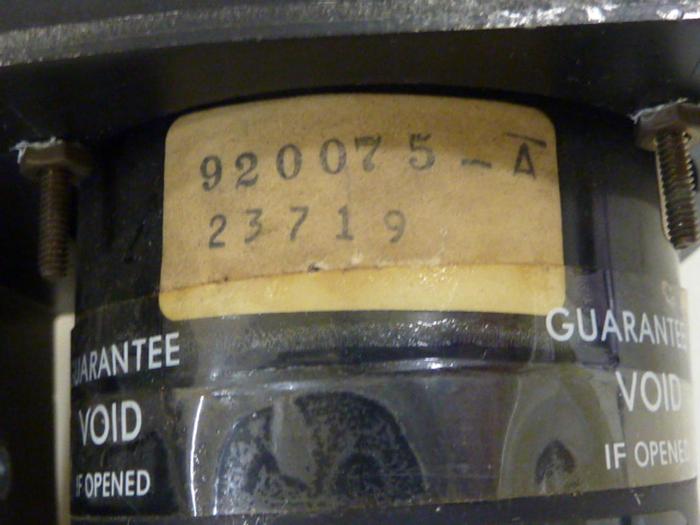 920075-A
23719
GUARANTEE
VOID
IF OPENED
GUARANTEE
VOID
IF OPENED